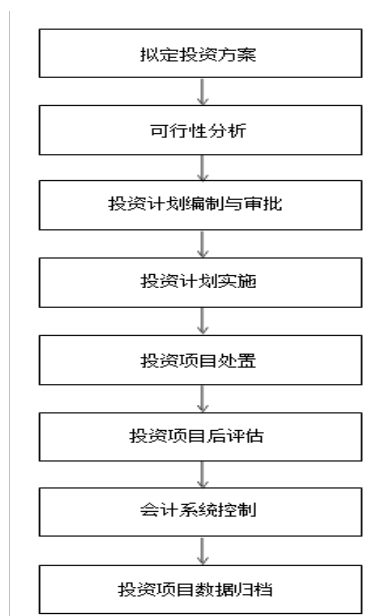 拟定投资方案
可行性分析
投资计划编制与审批
投资计划实施
投资项目处置
投资项目后评估
会计系统控制
投资项目数据归档